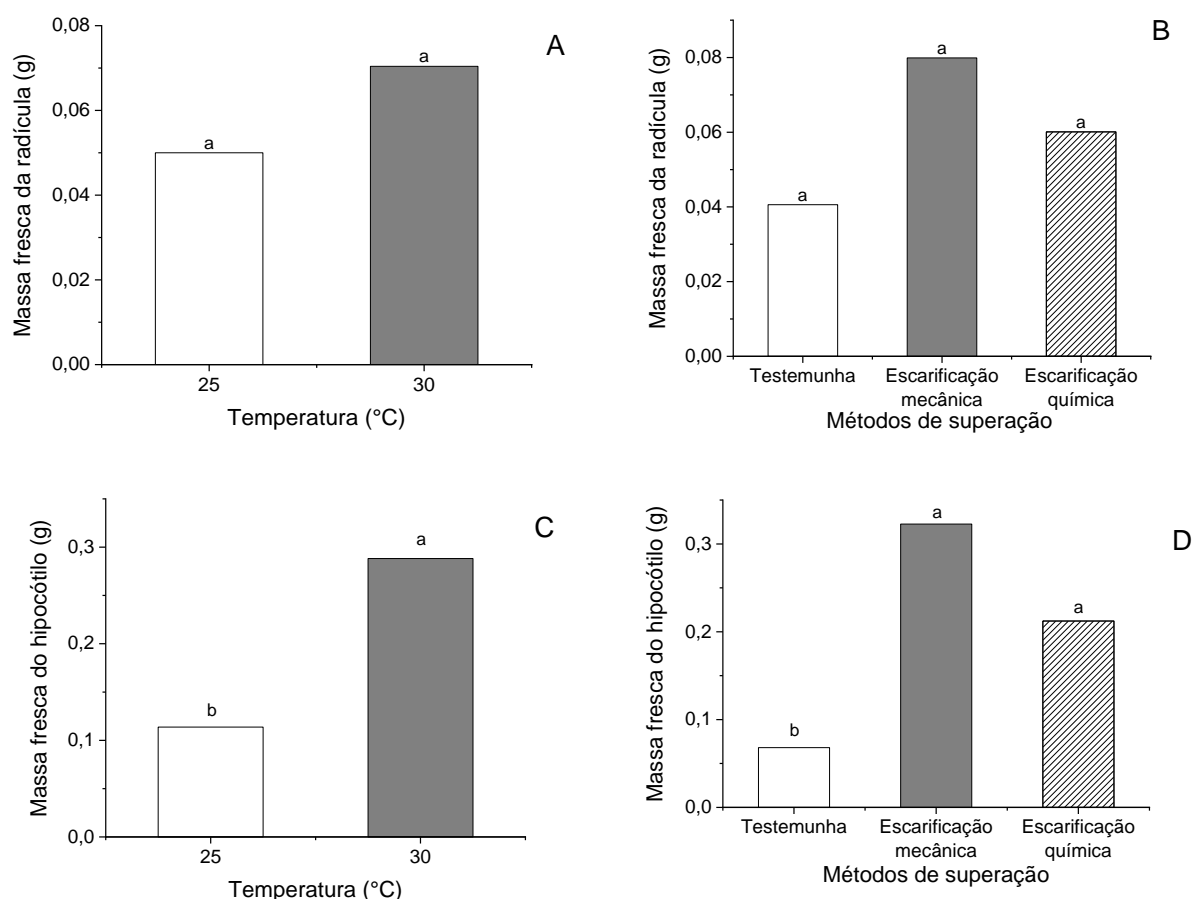 A
Massa fresca da radícula (g)
0,08
0,06
0,04
0,02
0,00
a
a
25
30
Temperatura (°C)
B
Massa fresca da radícula (g)
0,08
0,06
0,04
0,02
0,00
a
a
a
Testemunha
Escarificação
mecânica
Escarificação
química
Métodos de superação
C
Massa fresca do hipocótilo (g)
0,3
0,2
0,1
0,0
b
a
25
30
Temperatura (°C)
D
Massa fresca do hipocótilo (g)
0,3
0,2
0,1
0,0
b
a
a
Testemunha
Escarificação
mecânica
Escarificação
química
Métodos de superação